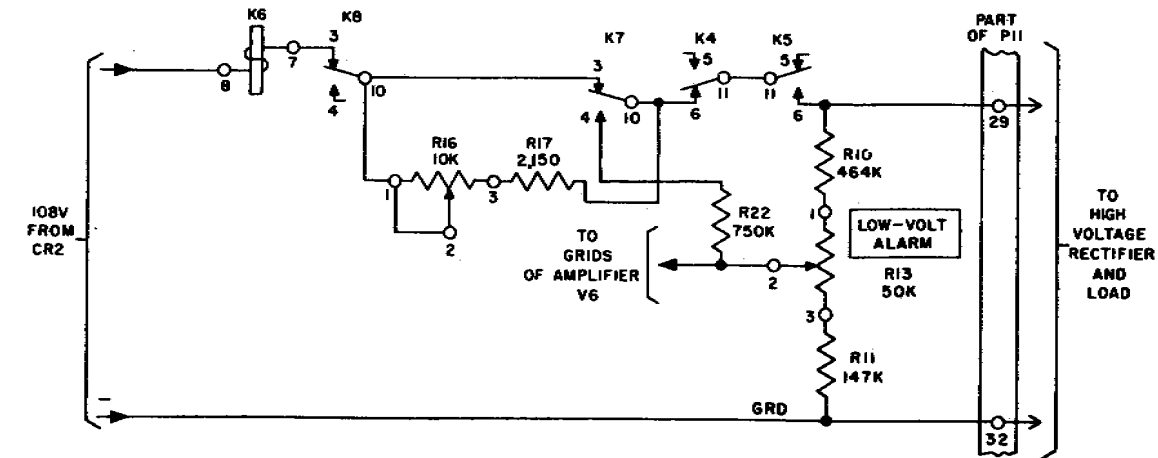 K6
K8
3
7
8
10
4
K7
3
4
10
K4
5
11
6
K5
5
11
6
PART
OF P11
29
108V
FROM
CR2
R16
10K
1
2
3
R17
2,150
R22
750K
TO
GRIDS
OF AMPLIFIER
V6
2
R10
464K
1
LOW-VOLT
ALARM
R13
50K
3
R11
147K
TO
HIGH
VOLTAGE
RECTIFIER
AND
LOAD
–
GRD
32